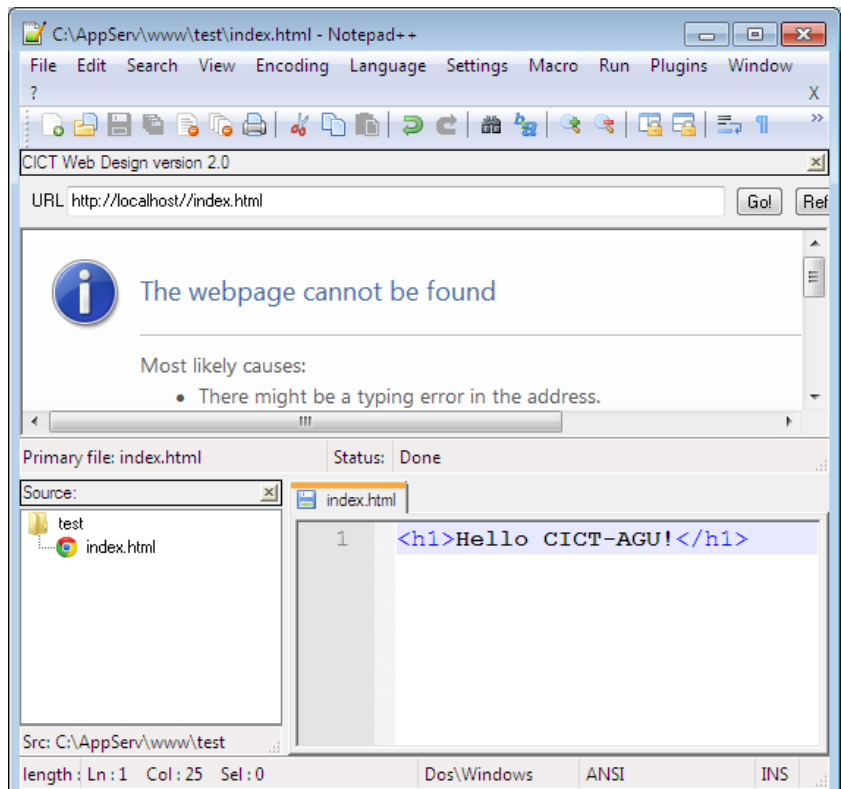 C:\AppServ\www\test\index.html - Notepad++
File Edit Search View Encoding Language Settings Macro Run Plugins Window
? X
CICT Web Design version 2.0
URL http://localhost//index.html Go! Ref
The webpage cannot be found
Most likely causes:
• There might be a typing error in the address.
Primary file: index.html Status: Done
Source:
index.html
test
index.html
1 <h1>Hello CICT-AGU!</h1>
Src: C:\AppServ\www\test
length : Ln : 1 Col : 25 Sel : 0 Dos\Windows ANSI INS